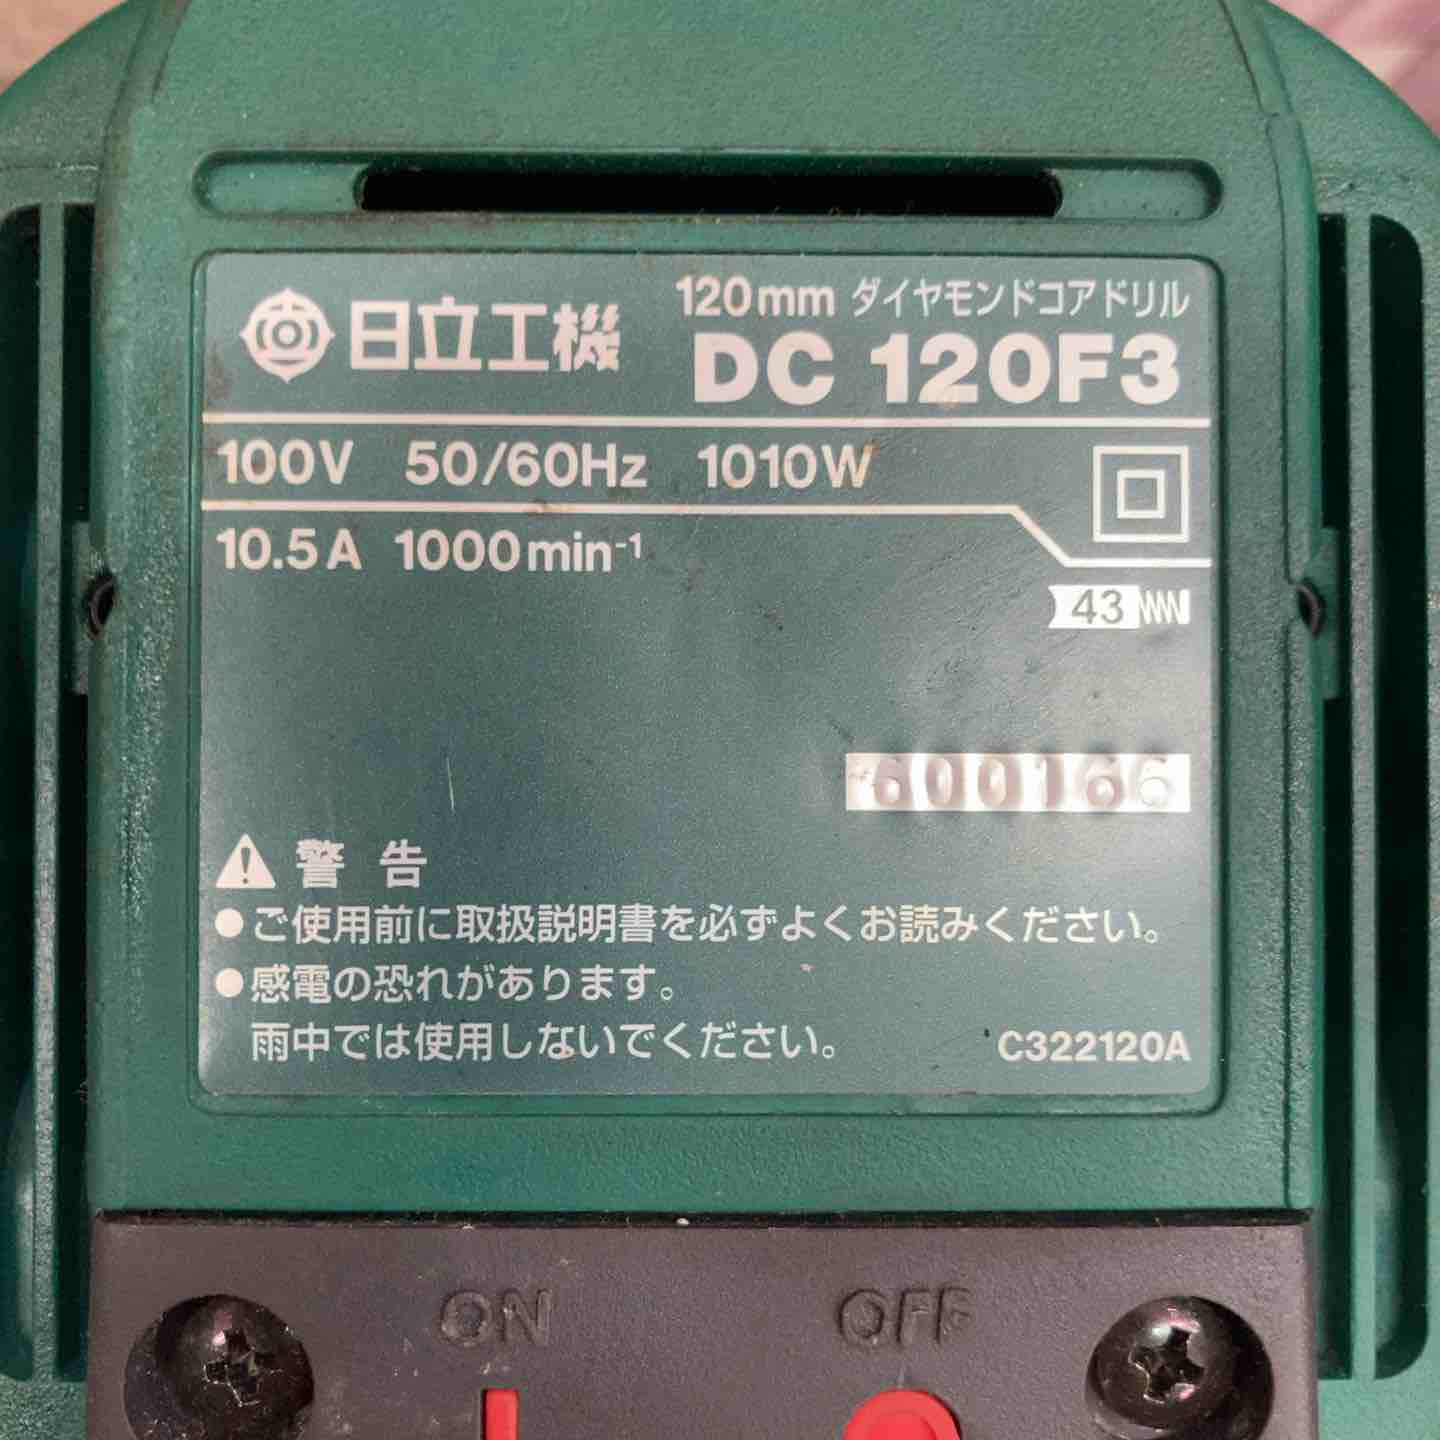 日立工機
120mm ダイヤモンドコアドリル
DC 120F3
100V 50/60Hz 1010W
10.5A 1000min⁻¹
43
600166
警 告
●ご使用前に取扱説明書を必ずよくお読みください。
●感電の恐れがあります。
雨中では使用しないでください。
C322120A
ON OFF